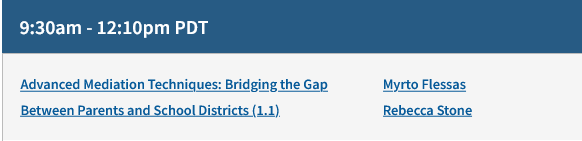 9:30am - 12:10pm PDT
Advanced Mediation Techniques: Bridging the Gap
Between Parents and School Districts (1.1)
Myrto Flessas
Rebecca Stone